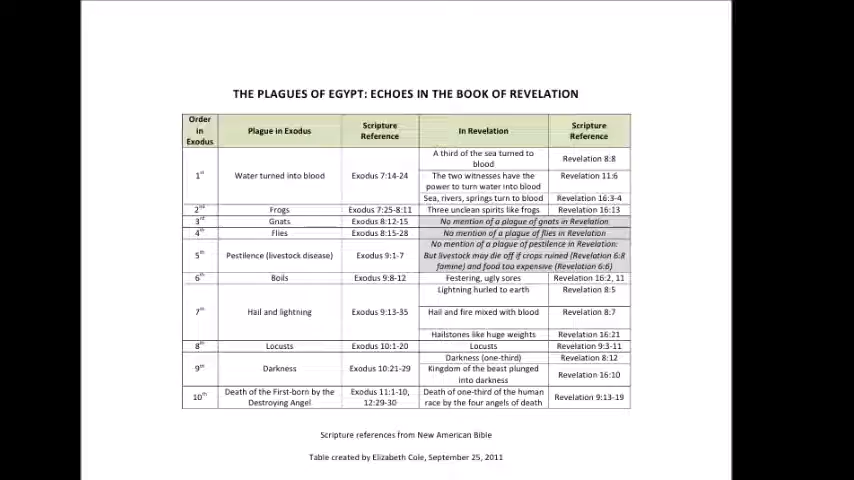 THE PLAGUES OF EGYPT: ECHOES IN THE BOOK OF REVELATION
Order in Exodus | Plague in Exodus | Scripture Reference | In Revelation | Scripture Reference
1st | Water turned into blood | Exodus 7:14-24 | A third of the sea turned to blood | Revelation 8:8
The two witnesses have the power to turn water into blood | Revelation 11:6
Sea, rivers, springs turn to blood | Revelation 16:3-4
2nd | Frogs | Exodus 7:25-8:11 | Three unclean spirits like frogs | Revelation 16:13
3rd | Gnats | Exodus 8:12-15 | No mention of a plague of gnats in Revelation
4th | Flies | Exodus 8:15-28 | No mention of a plague of flies in Revelation
5th | Pestilence (livestock disease) | Exodus 9:1-7 | No mention of a plague of pestilence in Revelation: But livestock may die off if crops ruined (Revelation 6:8 famine) and food too expensive (Revelation 6:6)
6th | Boils | Exodus 9:8-12 | Festering, ugly sores | Revelation 16:2, 11
7th | Hail and lightning | Exodus 9:13-35 | Lightning hurled to earth | Revelation 8:5
Hail and fire mixed with blood | Revelation 8:7
Hailstones like huge weights | Revelation 16:21
8th | Locusts | Exodus 10:1-20 | Locusts | Revelation 9:3-11
9th | Darkness | Exodus 10:21-29 | Darkness (one-third) | Revelation 8:12
Kingdom of the beast plunged into darkness | Revelation 16:10
10th | Death of the First-born by the Destroying Angel | Exodus 11:1-10, 12:29-30 | Death of one-third of the human race by the four angels of death | Revelation 9:13-19
Scripture references from New American Bible
Table created by Elizabeth Cole, September 25, 2011